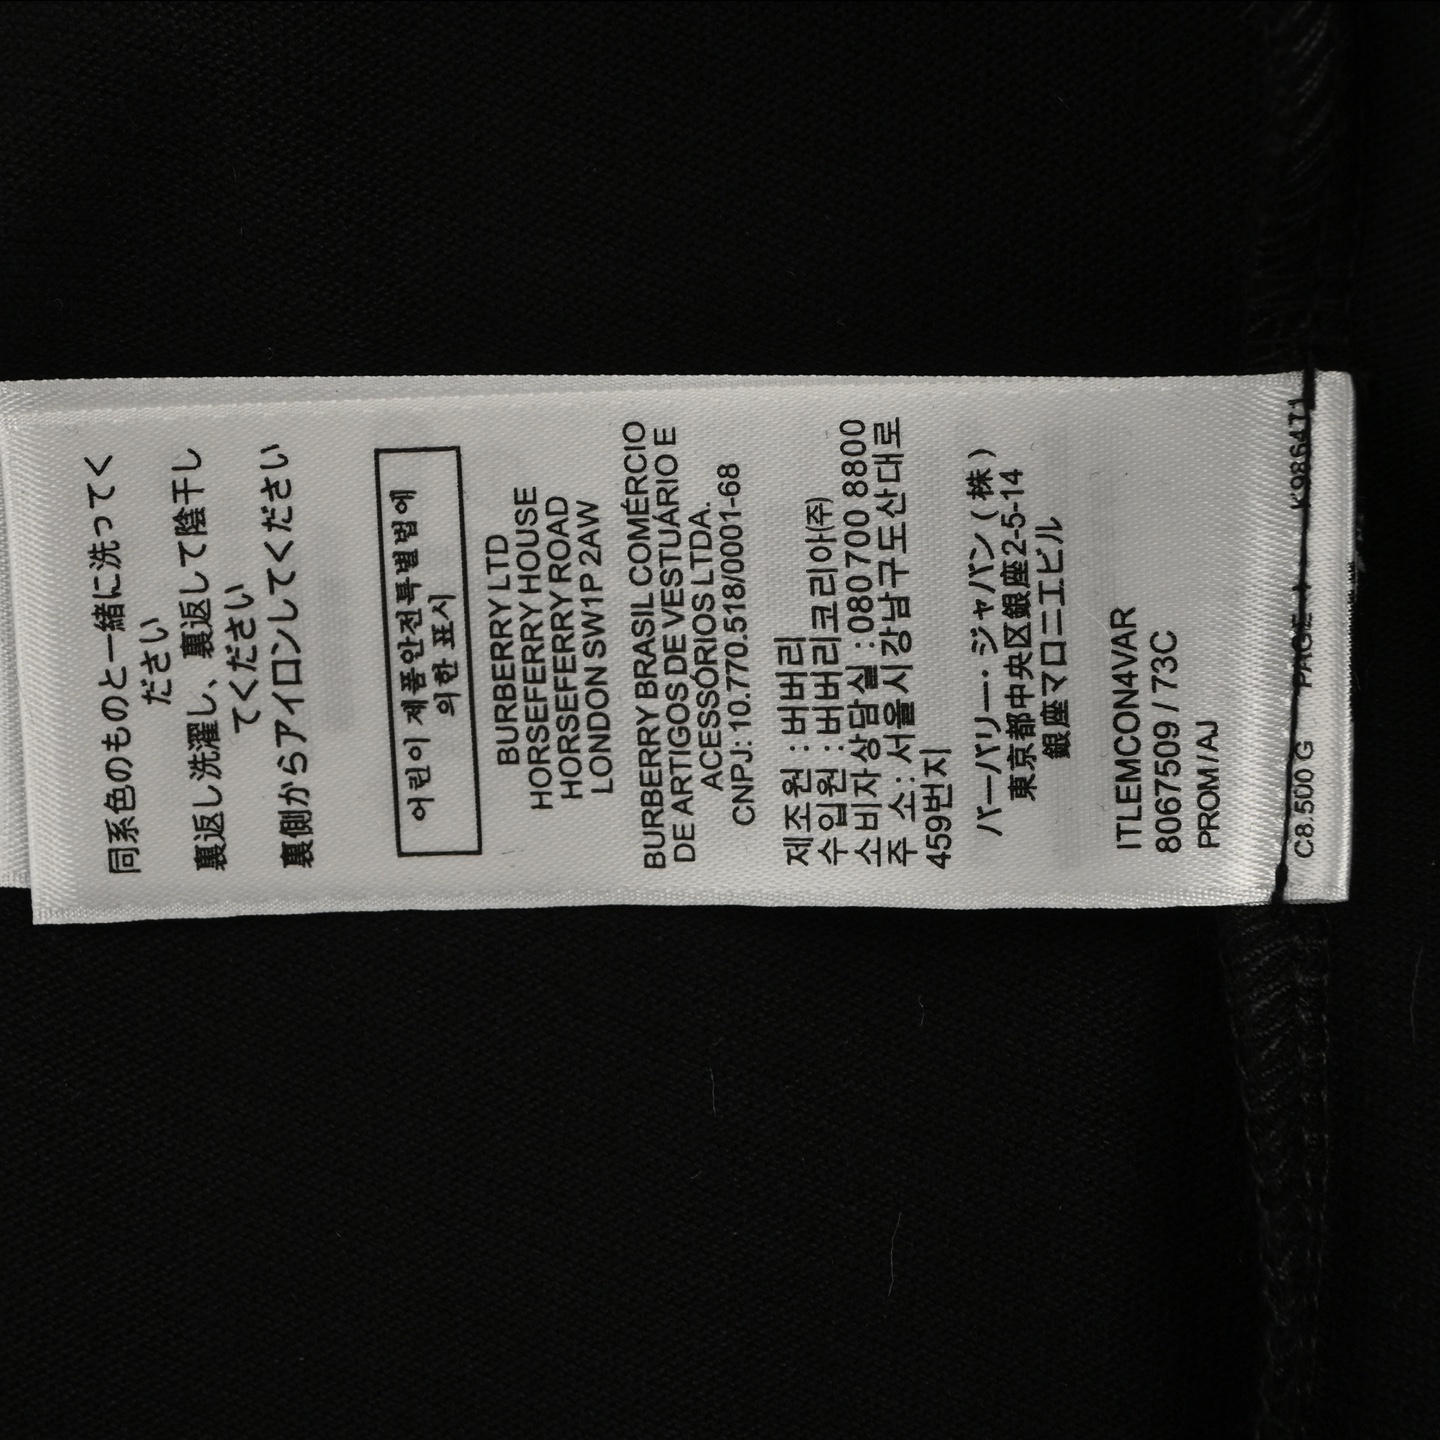 同系色のものと一緒に洗ってく
ださい
裏返し洗濯し、裏返して陰干し
てください
裏側からアイロンしてください
어린이 제품안전특별법에
의한 표시
BURBERRY LTD
HORSEFERRY HOUSE
HORSEFERRY ROAD
LONDON SW1P 2AW
BURBERRY BRASIL COMÉRCIO
DE ARTIGOS DE VESTUÁRIO E
ACESSÓRIOS LTDA.
CNPJ: 10.770.518/0001-68
제조원 : 버버리
수입원 : 버버리코리아(주)
소비자상담실 : 080 700 8800
주 소 : 서울시강남구도산대로
459번지
バーバリー・ジャパン（株）
東京都中央区銀座2-5-14
銀座マロニエビル
ITLEMCON4VAR
8067509 / 73C
PROM / AJ
C8.500 G PAGE K986471